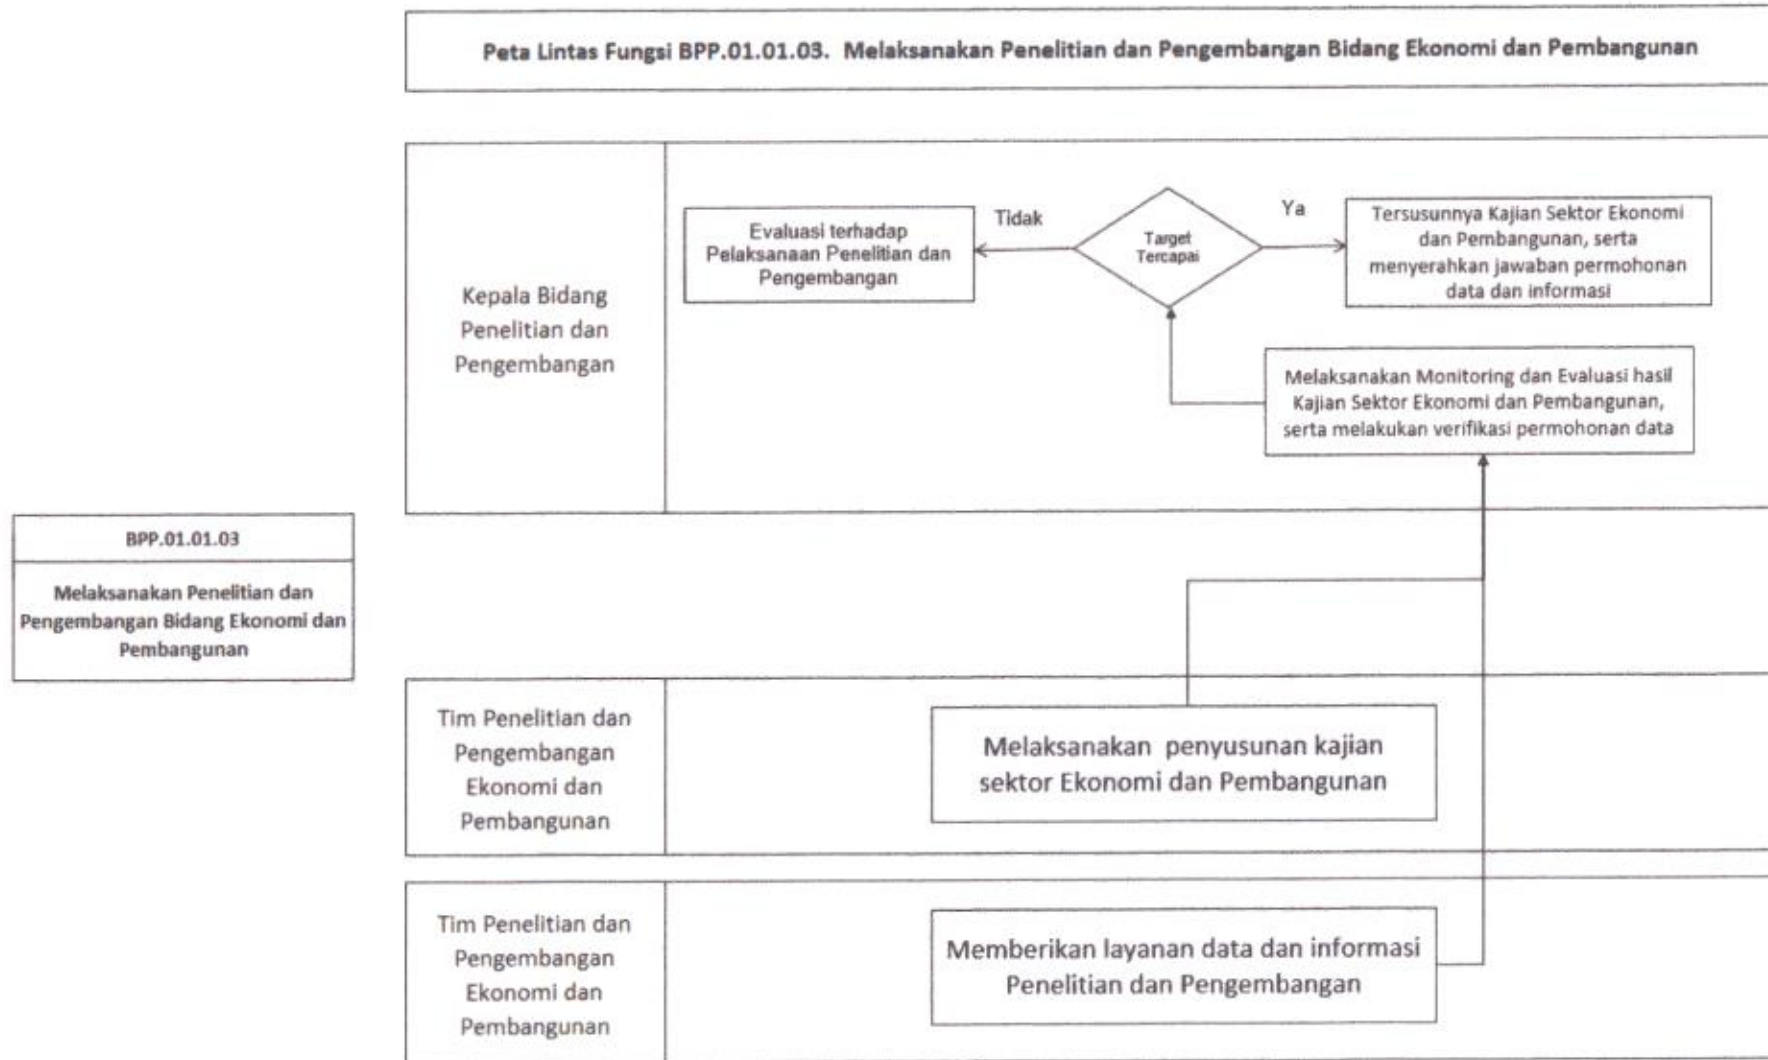 Peta Lintas Fungsi BPP.01.01.03. Melaksanakan Penelitian dan Pengembangan Bidang Ekonomi dan Pembangunan
Kepala Bidang
Penelitian dan
Pengembangan
Evaluasi terhadap
Pelaksanaan Penelitian dan
Pengembangan
Tidak
Target
Tercapai
Ya
Tersusunnya Kajian Sektor Ekonomi
dan Pembangunan, serta
menyerahkan jawaban permohonan
data dan informasi
Melaksanakan Monitoring dan Evaluasi hasil
Kajian Sektor Ekonomi dan Pembangunan,
serta melakukan verifikasi permohonan data
BPP.01.01.03
Melaksanakan Penelitian dan
Pengembangan Bidang Ekonomi dan
Pembangunan
Tim Penelitian dan
Pengembangan
Ekonomi dan
Pembangunan
Melaksanakan penyusunan kajian
sektor Ekonomi dan Pembangunan
Tim Penelitian dan
Pengembangan
Ekonomi dan
Pembangunan
Memberikan layanan data dan informasi
Penelitian dan Pengembangan